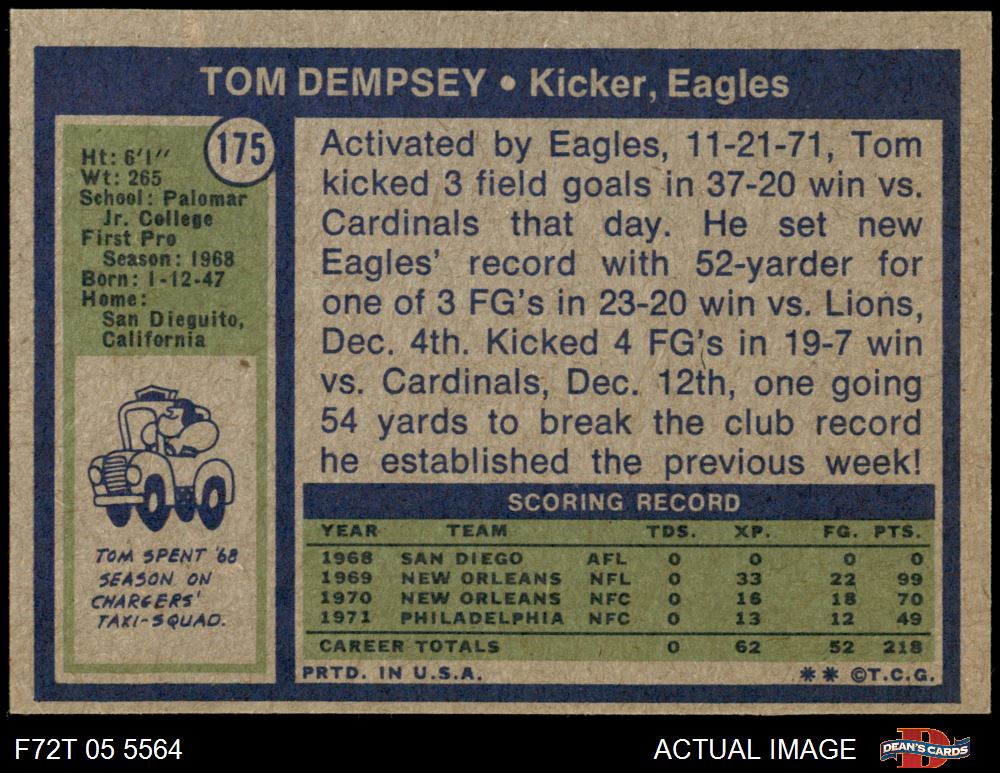 TOM DEMPSEY • Kicker, Eagles
175
Ht: 6'1"
Wt: 265
School: Palomar
Jr. College
First Pro
Season: 1968
Born: 1-12-47
Home:
San Dieguito,
California
TOM SPENT '68
SEASON ON
CHARGERS'
TAXI-SQUAD.
Activated by Eagles, 11-21-71, Tom
kicked 3 field goals in 37-20 win vs.
Cardinals that day. He set new
Eagles' record with 52-yarder for
one of 3 FG's in 23-20 win vs. Lions,
Dec. 4th. Kicked 4 FG's in 19-7 win
vs. Cardinals, Dec. 12th, one going
54 yards to break the club record
he established the previous week!
SCORING RECORD
YEAR TEAM TDS. XP. FG. PTS.
1968 SAN DIEGO AFL 0 0 0 0
1969 NEW ORLEANS NFL 0 33 22 99
1970 NEW ORLEANS NFC 0 16 18 70
1971 PHILADELPHIA NFC 0 13 12 49
CAREER TOTALS 0 62 52 218
PRTD. IN U.S.A. ** ©T.C.G.
F72T 05 5564 ACTUAL IMAGE DEAN'S CARDS